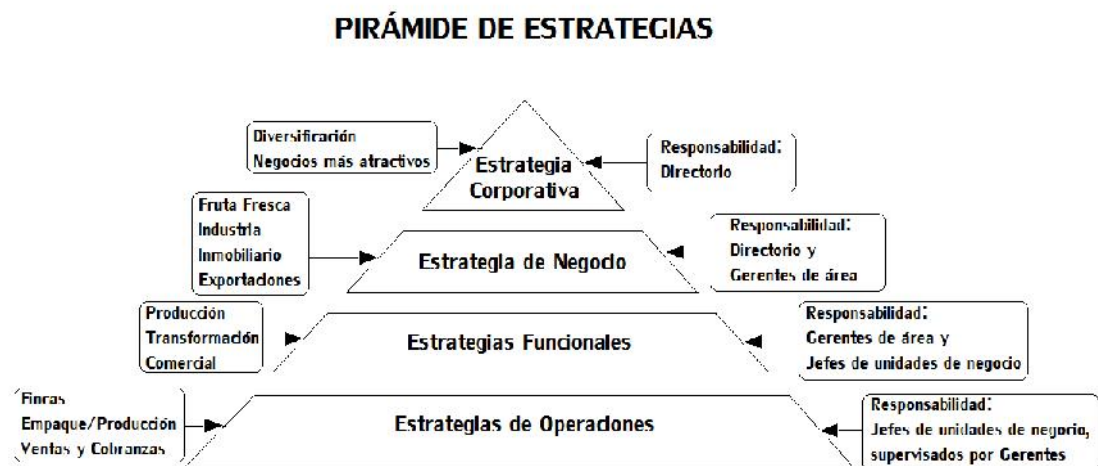 PIRÁMIDE DE ESTRATEGIAS
Diversificación
Negocios más atractivos
Estrategia
Corporativa
Responsabilidad:
Directorio
Fruta Fresca
Industria
Inmobiliario
Exportaciones
Estrategia de Negocio
Responsabilidad:
Directorio y
Gerentes de área
Producción
Transformación
Comercial
Estrategias Funcionales
Responsabilidad:
Gerentes de área y
Jefes de unidades de negocio
Fincas
Empaque/Producción
Ventas y Cobranzas
Estrategias de Operaciones
Responsabilidad:
Jefes de unidades de negorio,
supervisados por Gerentes